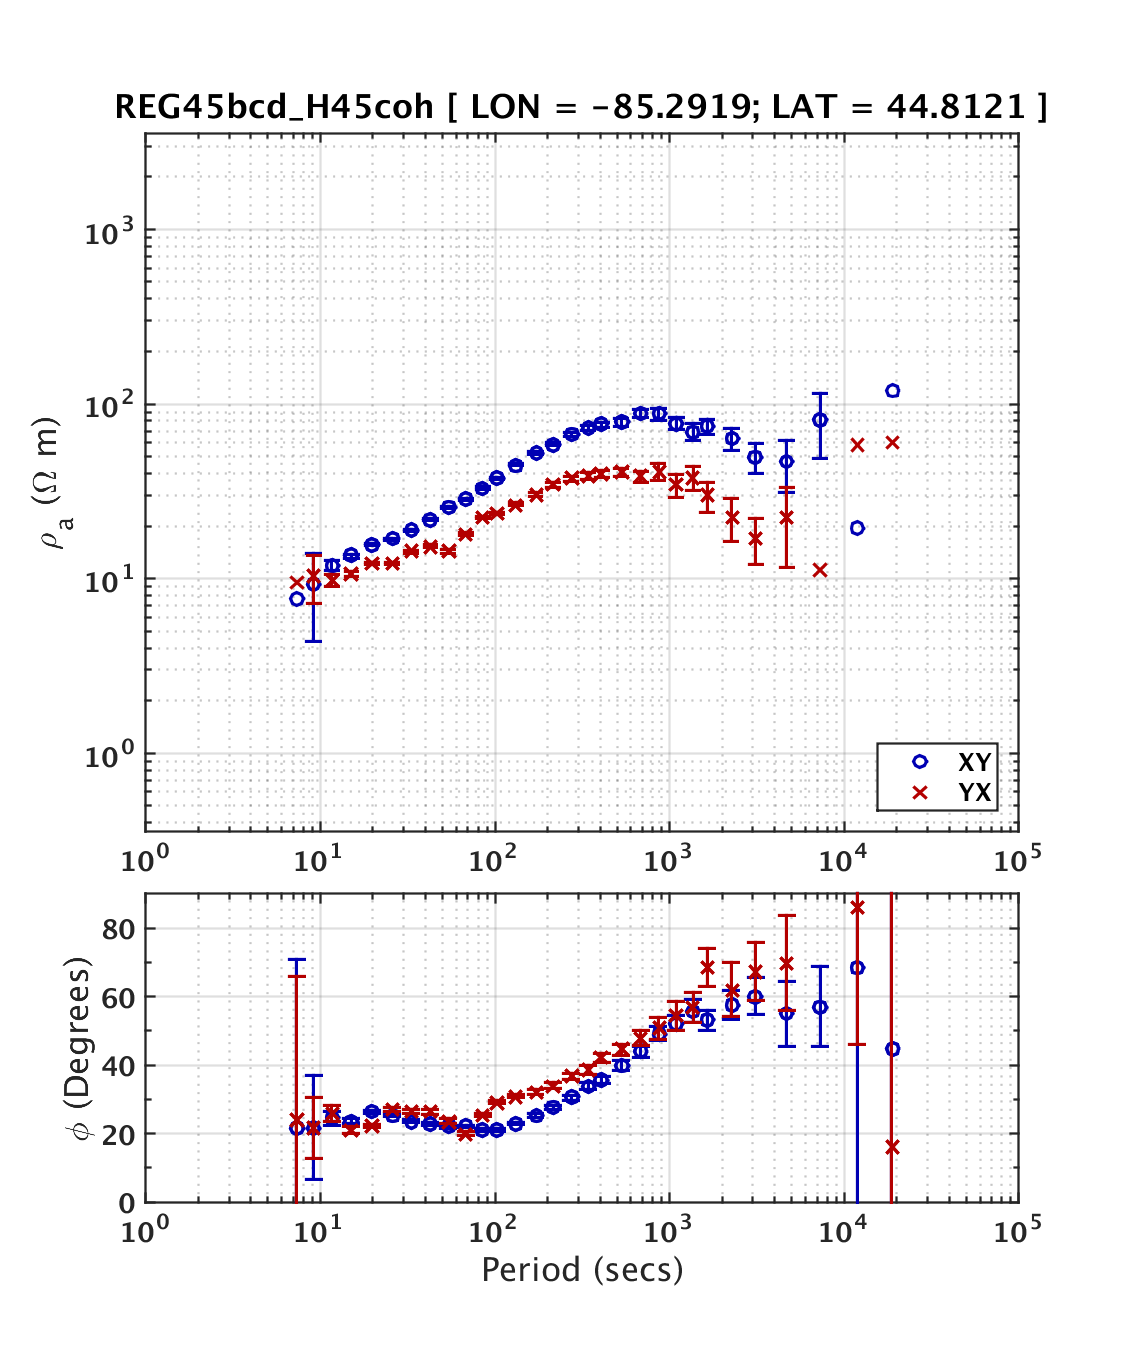 REG45bcd_H45coh [ LON = -85.2919; LAT = 44.8121 ]
10^3
10^2
10^1
10^0
ρ_a (Ω m)
XY
YX
10^0 10^1 10^2 10^3 10^4 10^5
80
60
40
20
0
ϕ (Degrees)
10^0 10^1 10^2 10^3 10^4 10^5
Period (secs)